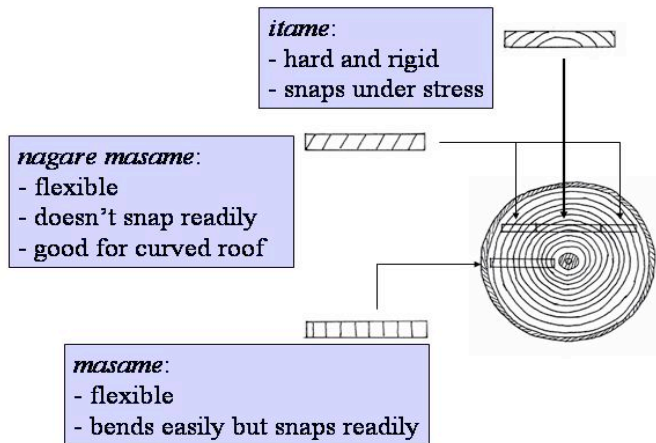 itame:
- hard and rigid
- snaps under stress
nagare masame:
- flexible
- doesn't snap readily
- good for curved roof
masame:
- flexible
- bends easily but snaps readily